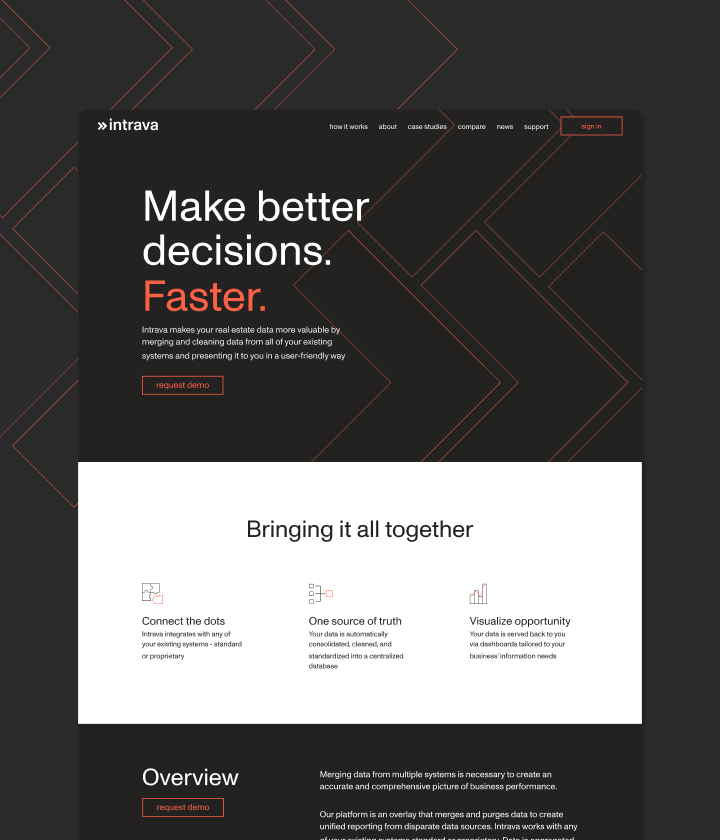 intrava
how it works about case studies compare news support sign in
Make better
decisions.
Faster.
Intrava makes your real estate data more valuable by
merging and cleaning data from all of your existing
systems and presenting it to you in a user-friendly way
request demo
Bringing it all together
Connect the dots
Intrava integrates with any of
your existing systems - standard
or proprietary
One source of truth
Your data is automatically
consolidated, cleaned, and
standardized into a centralized
database
Visualize opportunity
Your data is served back to you
via dashboards tailored to your
business' information needs
Overview
request demo
Merging data from multiple systems is necessary to create an
accurate and comprehensive picture of business performance.
Our platform is an overlay that merges and purges data to create
unified reporting from disparate data sources. Intrava works with any